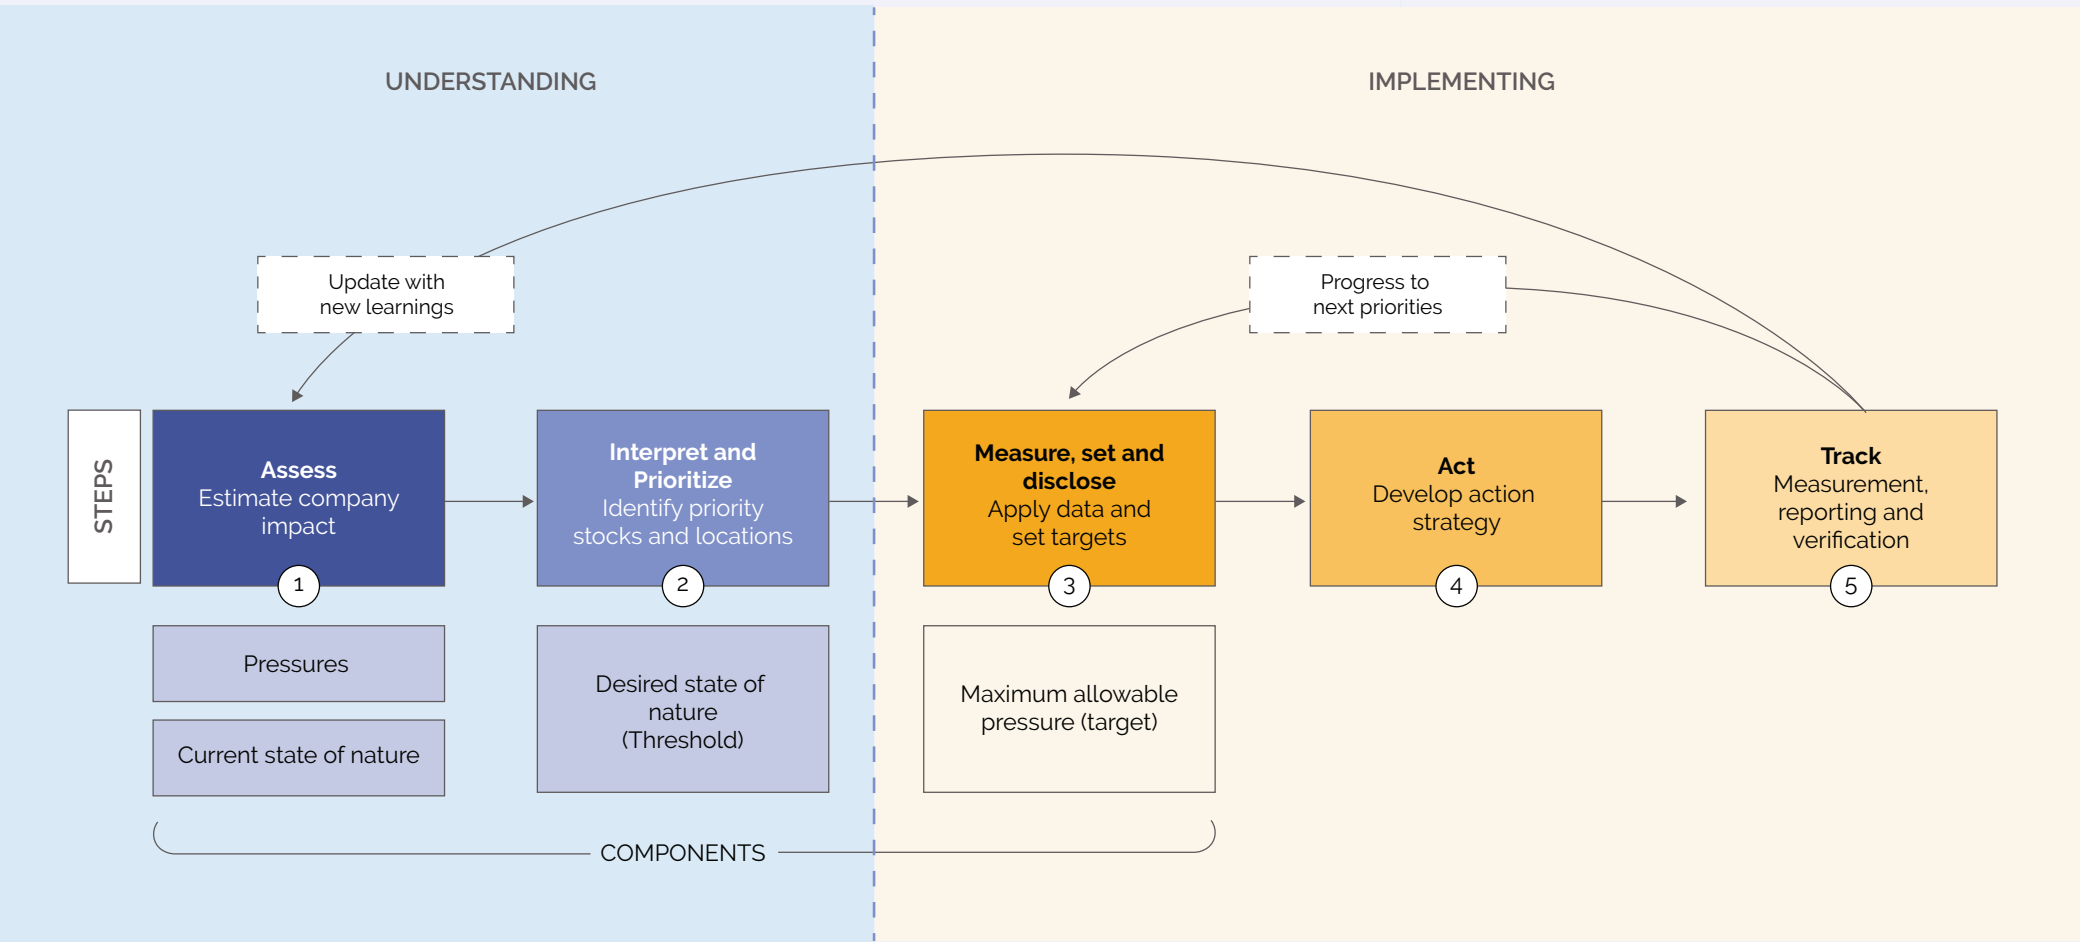 UNDERSTANDING
IMPLEMENTING
Update with
new learnings
Progress to
next priorities
STEPS
Assess
Estimate company
impact
1
Interpret and
Prioritize
Identify priority
stocks and locations
2
Measure, set and
disclose
Apply data and
set targets
3
Act
Develop action
strategy
4
Track
Measurement,
reporting and
verification
5
Pressures
Current state of nature
Desired state of
nature
(Threshold)
Maximum allowable
pressure (target)
COMPONENTS